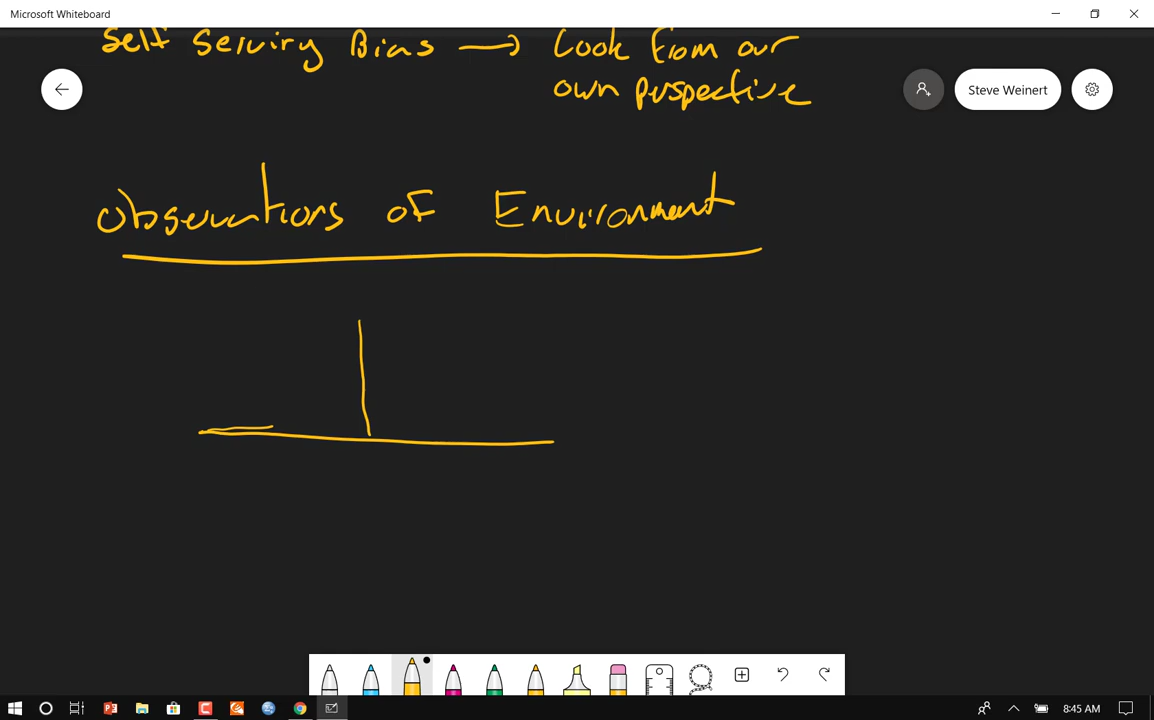 Microsoft Whiteboard
Self Serving Bias → Look from our
own perspective
Steve Weinert
Observations of Environment
8:45 AM